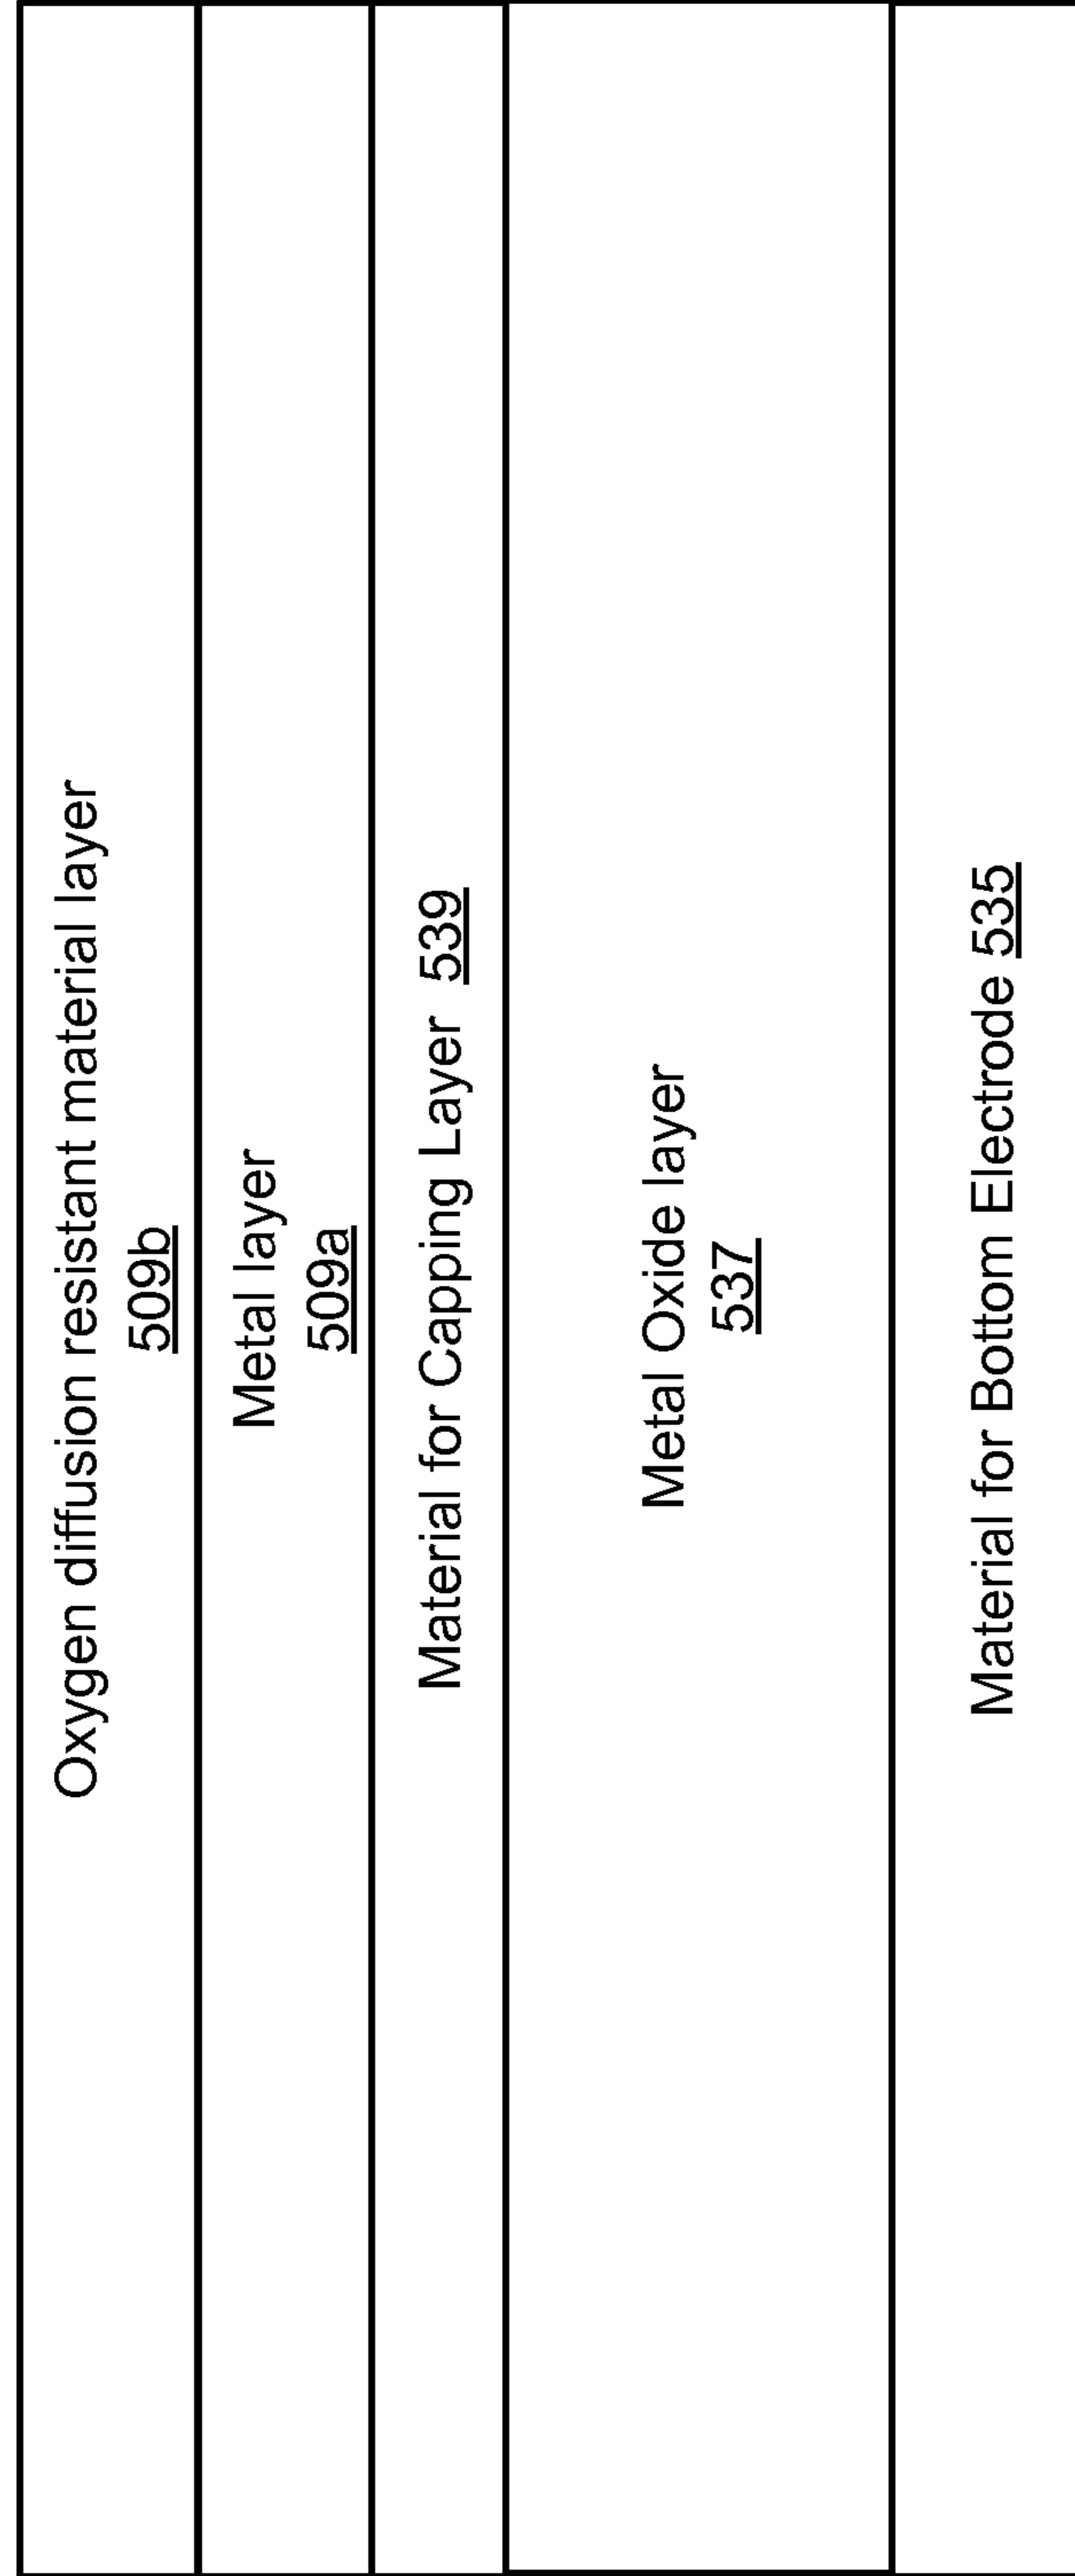 Oxygen diffusion resistant material layer
509b
Metal layer
509a
Material for Capping Layer 539
Metal Oxide layer
537
Material for Bottom Electrode 535